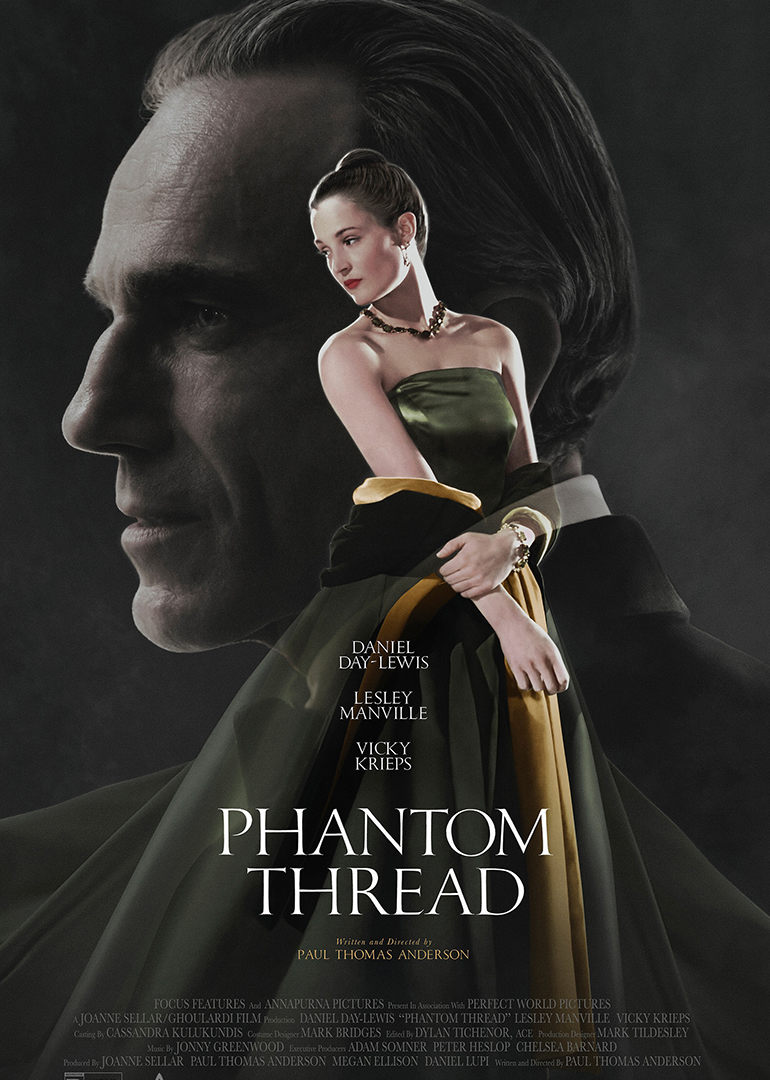 DANIEL
DAY-LEWIS
LESLEY
MANVILLE
VICKY
KRIEPS
PHANTOM
THREAD
Written and Directed by
PAUL THOMAS ANDERSON
FOCUS FEATURES And ANNAPURNA PICTURES Present In Association With PERFECT WORLD PICTURES
A JOANNE SELLAR/GHOULARDI FILM Production DANIEL DAY-LEWIS “PHANTOM THREAD” LESLEY MANVILLE VICKY KRIEPS
Casting By CASSANDRA KULUKUNDIS Costume Designer MARK BRIDGES Edited By DYLAN TICHENOR, ACE Production Designer MARK TILDESLEY
Music By JONNY GREENWOOD Executive Producers ADAM SOMNER PETER HESLOP CHELSEA BARNARD
Produced By JOANNE SELLAR PAUL THOMAS ANDERSON MEGAN ELLISON DANIEL LUPI Written and Directed By PAUL THOMAS ANDERSON